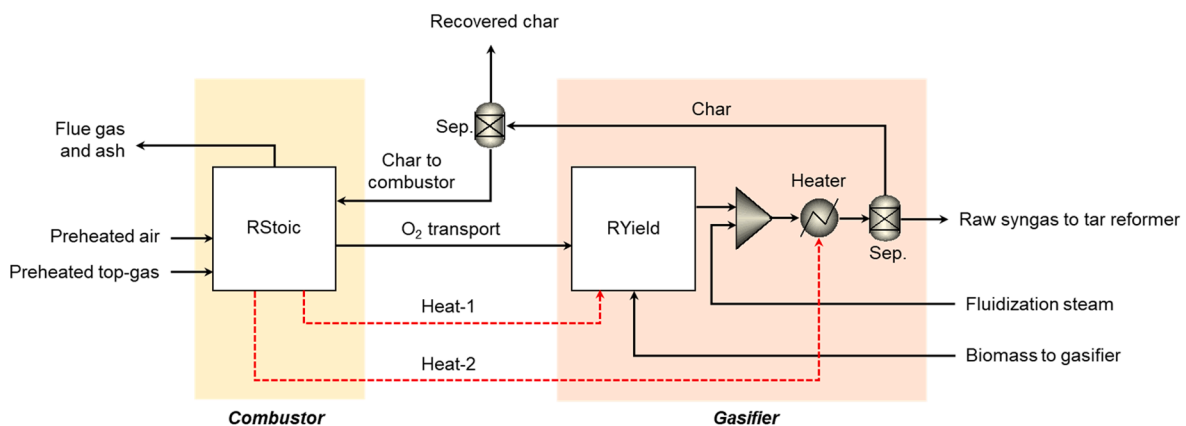 Recovered char
Char
Sep.
Flue gas
and ash
Char to
combustor
Heater
RStoic
RYield
Raw syngas to tar reformer
Preheated air
O₂ transport
Sep.
Preheated top-gas
Heat-1
Fluidization steam
Biomass to gasifier
Heat-2
Combustor
Gasifier